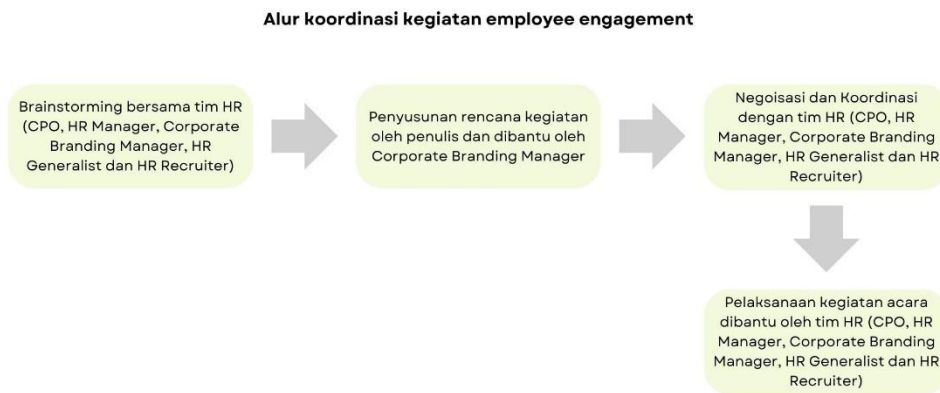 Alur koordinasi kegiatan employee engagement
Brainstorming bersama tim HR
(CPO, HR Manager, Corporate
Branding Manager, HR
Generalist dan HR Recruiter)
Penyusunan rencana kegiatan
oleh penulis dan dibantu oleh
Corporate Branding Manager
Negoisasi dan Koordinasi
dengan tim HR (CPO, HR
Manager, Corporate Branding
Manager, HR Generalist dan HR
Recruiter)
Pelaksanaan kegiatan acara
dibantu oleh tim HR (CPO, HR
Manager, Corporate Branding
Manager, HR Generalist dan HR
Recruiter)